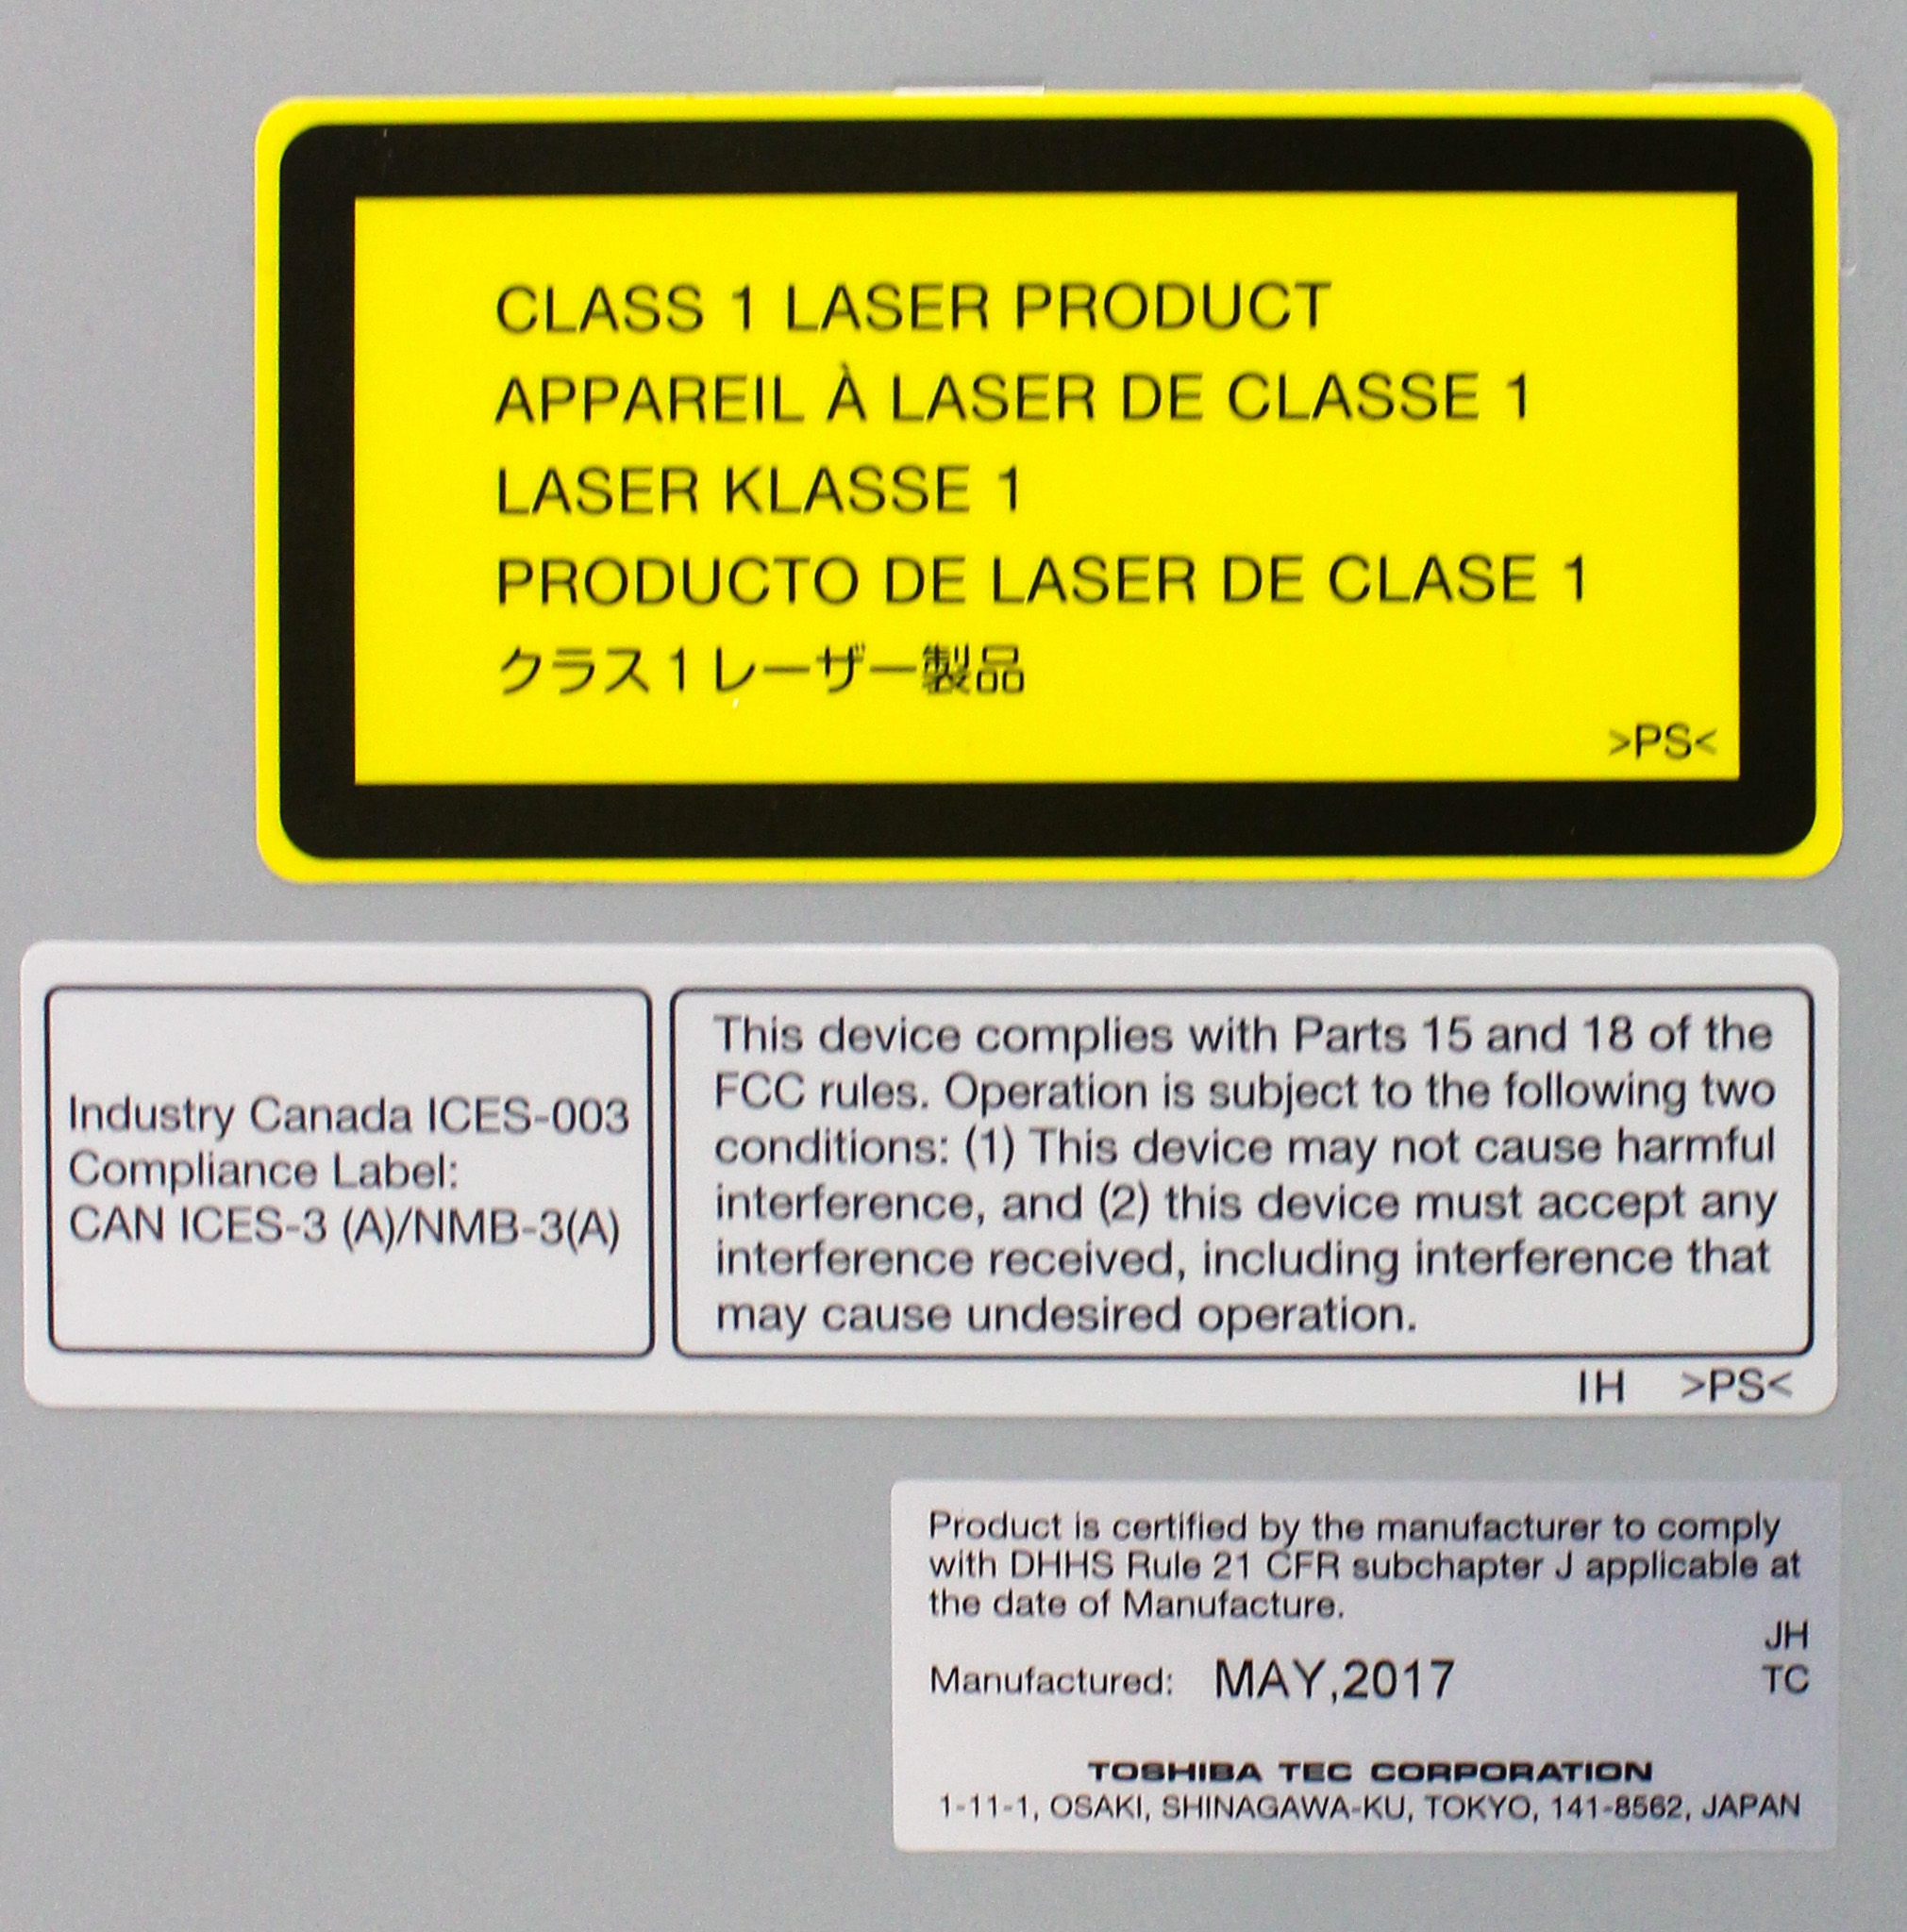 CLASS 1 LASER PRODUCT
APPAREIL À LASER DE CLASSE 1
LASER KLASSE 1
PRODUCTO DE LASER DE CLASE 1
クラス1レーザー製品
>PS<
Industry Canada ICES-003
Compliance Label:
CAN ICES-3 (A)/NMB-3(A)
This device complies with Parts 15 and 18 of the
FCC rules. Operation is subject to the following two
conditions: (1) This device may not cause harmful
interference, and (2) this device must accept any
interference received, including interference that
may cause undesired operation.
IH >PS<
Product is certified by the manufacturer to comply
with DHHS Rule 21 CFR subchapter J applicable at
the date of Manufacture.
JH
Manufactured: MAY,2017 TC
TOSHIBA TEC CORPORATION
1-11-1, OSAKI, SHINAGAWA-KU, TOKYO, 141-8562, JAPAN